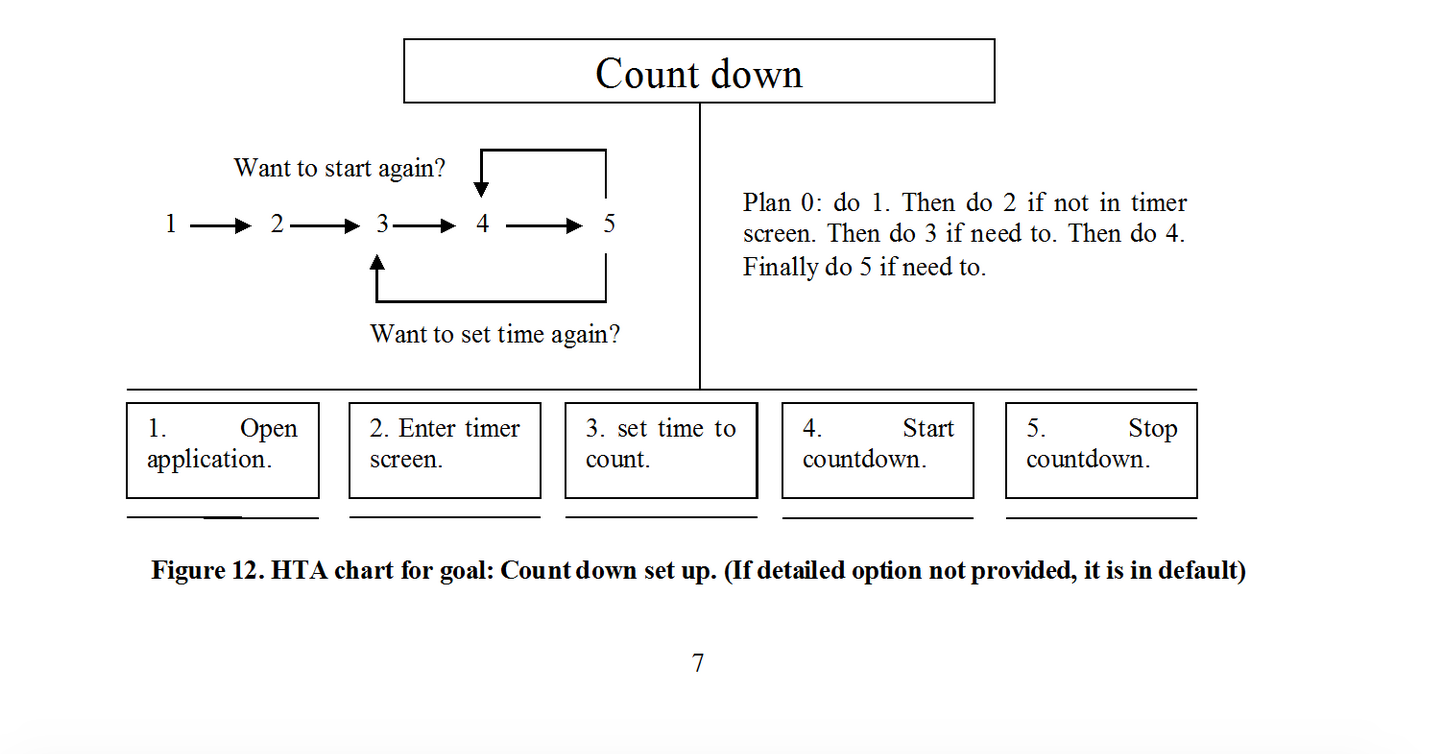 Count down
Want to start again?
1 2 3 4 5
Want to set time again?
Plan 0: do 1. Then do 2 if not in timer
screen. Then do 3 if need to. Then do 4.
Finally do 5 if need to.
1. Open
application.
2. Enter timer
screen.
3. set time to
count.
4. Start
countdown.
5. Stop
countdown.
Figure 12. HTA chart for goal: Count down set up. (If detailed option not provided, it is in default)
7